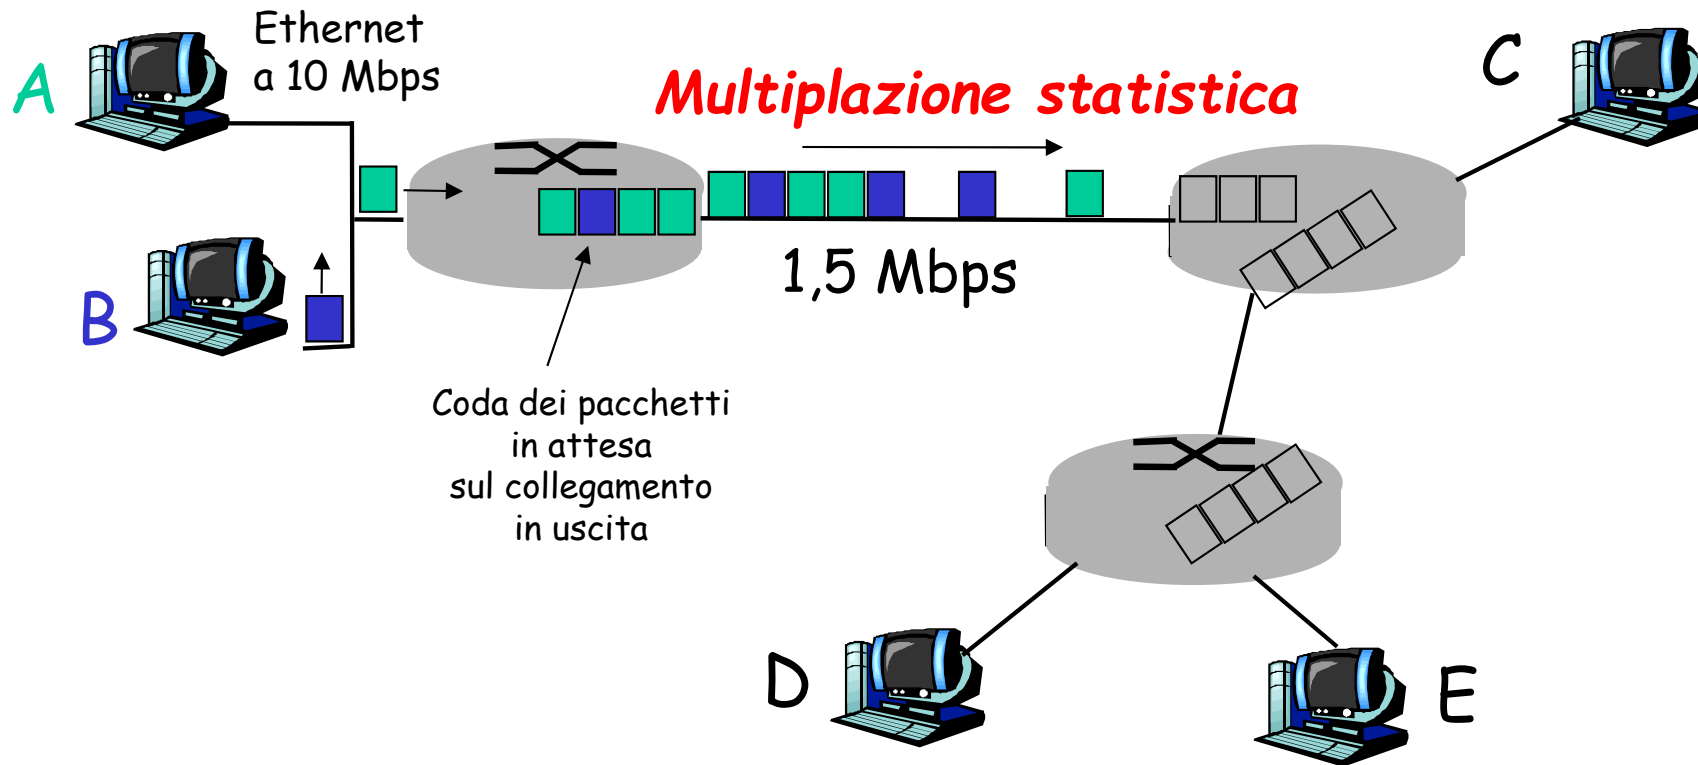 Ethernet
a 10 Mbps
A
Multiplazione statistica
C
B
1,5 Mbps
Coda dei pacchetti
in attesa
sul collegamento
in uscita
D
E